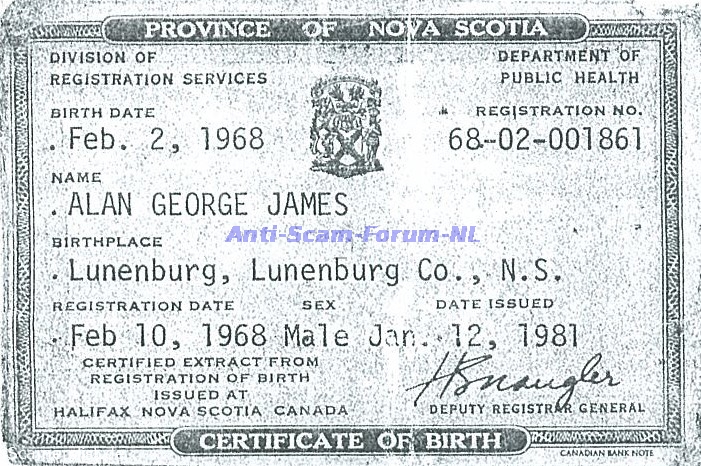 PROVINCE OF NOVA SCOTIA
DIVISION OF
REGISTRATION SERVICES
DEPARTMENT OF
PUBLIC HEALTH
BIRTH DATE
REGISTRATION NO.
Feb. 2, 1968
68-02-001861
NAME
ALAN GEORGE JAMES
Anti-Scam-Forum-NL
BIRTHPLACE
Lunenburg, Lunenburg Co., N.S.
REGISTRATION DATE SEX DATE ISSUED
Feb 10, 1968 Male Jan. 12, 1981
CERTIFIED EXTRACT FROM
REGISTRATION OF BIRTH
ISSUED AT
HALIFAX NOVA SCOTIA CANADA
DEPUTY REGISTRAR GENERAL
CERTIFICATE OF BIRTH
CANADIAN BANK NOTE